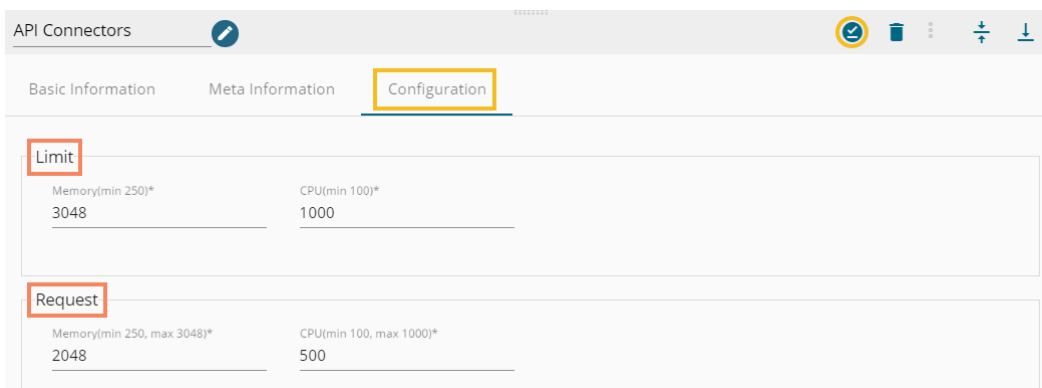 API Connectors
Basic Information Meta Information Configuration
Limit
Memory(min 250)* CPU(min 100)*
3048 1000
Request
Memory(min 250, max 3048)* CPU(min 100, max 1000)*
2048 500